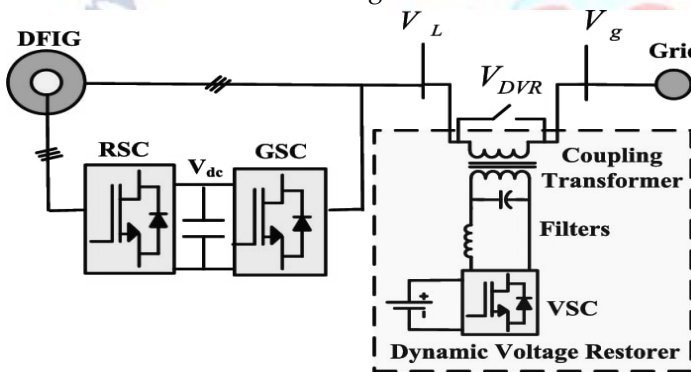 V L
V g
DFIG
Grid
V DVR
RSC
V dc
GSC
Coupling
Transformer
Filters
+
-
VSC
Dynamic Voltage Restorer